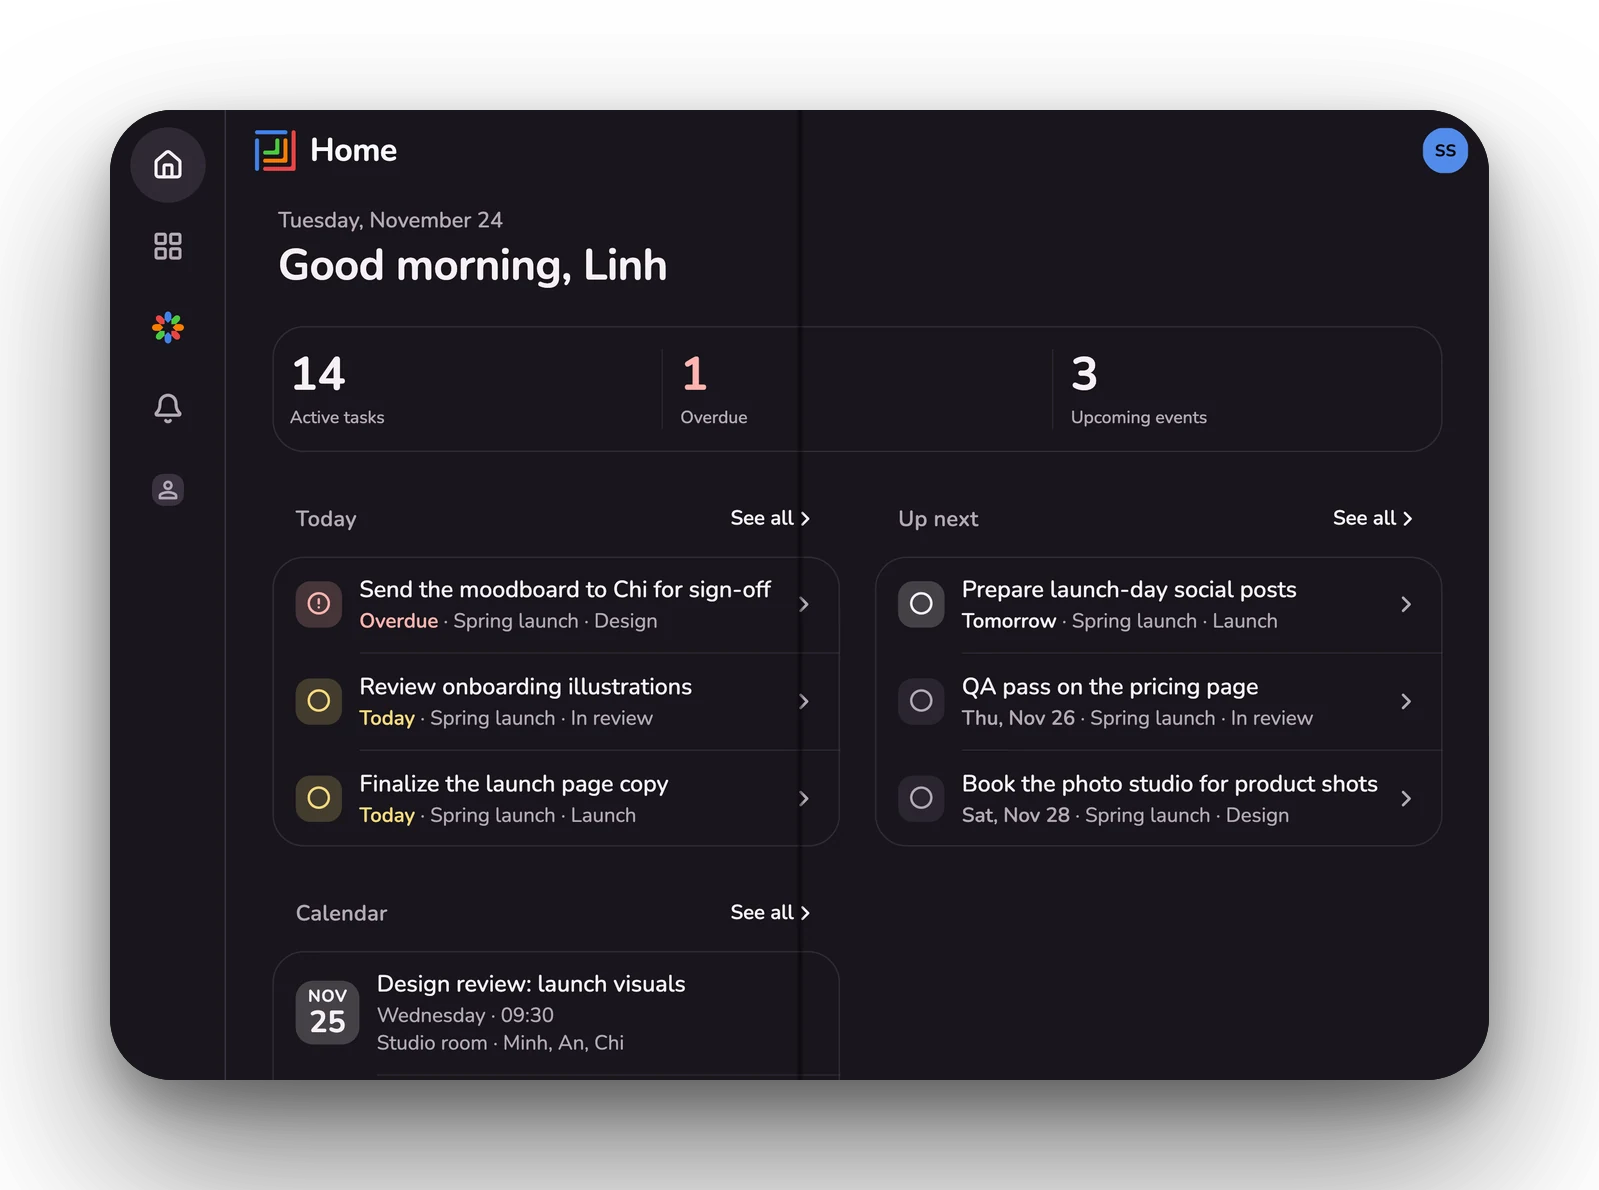 Home
SS
Tuesday, November 24
Good morning, Linh
14
Active tasks
1
Overdue
3
Upcoming events
Today
See all
Send the moodboard to Chi for sign-off
Overdue · Spring launch · Design
Review onboarding illustrations
Today · Spring launch · In review
Finalize the launch page copy
Today · Spring launch · Launch
Up next
See all
Prepare launch-day social posts
Tomorrow · Spring launch · Launch
QA pass on the pricing page
Thu, Nov 26 · Spring launch · In review
Book the photo studio for product shots
Sat, Nov 28 · Spring launch · Design
Calendar
See all
NOV
25
Design review: launch visuals
Wednesday · 09:30
Studio room · Minh, An, Chi